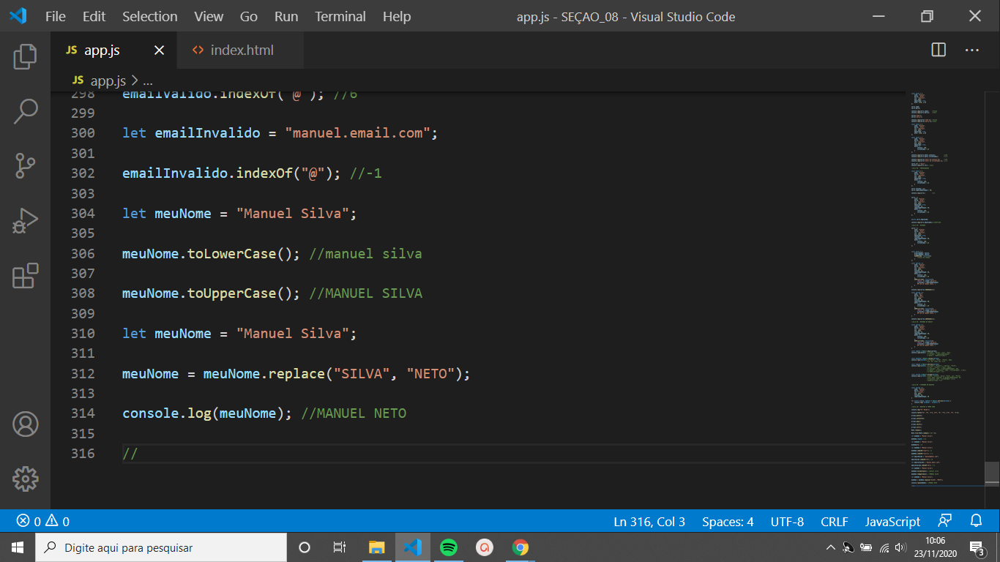 File Edit Selection View Go Run Terminal Help app.js - SEÇAO_08 - Visual Studio Code
JS app.js index.html
JS app.js > ...
298 emailValido.indexOf("@"); //6
299
300 let emailInvalido = "manuel.email.com";
301
302 emailInvalido.indexOf("@"); //-1
303
304 let meuNome = "Manuel Silva";
305
306 meuNome.toLowerCase(); //manuel silva
307
308 meuNome.toUpperCase(); //MANUEL SILVA
309
310 let meuNome = "Manuel Silva";
311
312 meuNome = meuNome.replace("SILVA", "NETO");
313
314 console.log(meuNome); //MANUEL NETO
315
316 //
0 0 Ln 316, Col 3 Spaces: 4 UTF-8 CRLF JavaScript
Digite aqui para pesquisar
10:06
23/11/2020
3